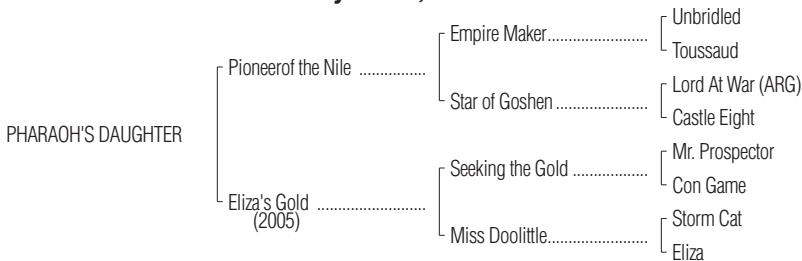 Unbridled
Empire Maker......................
Toussaud
Pioneerof the Nile ................
Lord At War (ARG)
Star of Goshen....................
Castle Eight
PHARAOH'S DAUGHTER
Mr. Prospector
Seeking the Gold .................
Con Game
Eliza's Gold .........................
(2005)
Storm Cat
Miss Doolittle.......................
Eliza